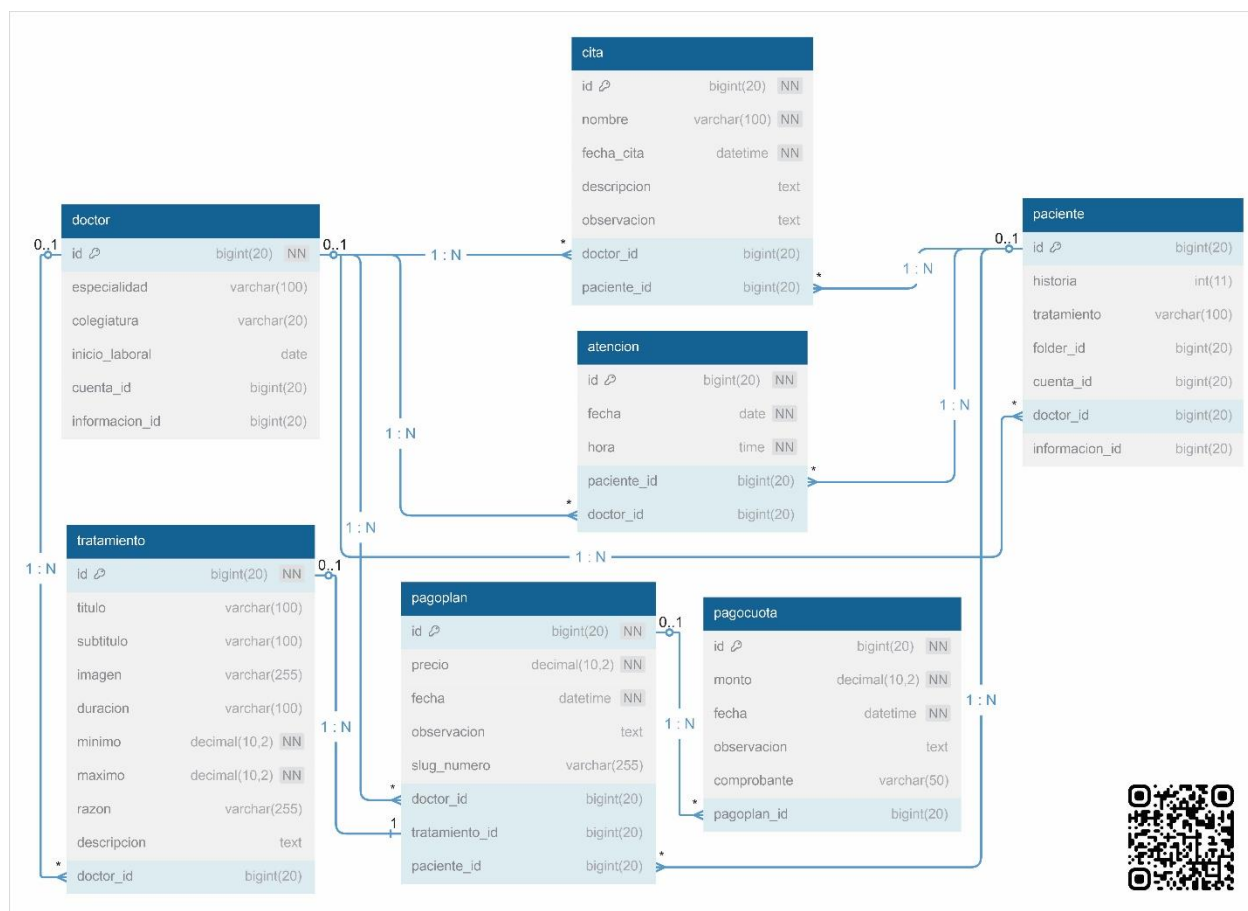 cita
id bigint(20) NN
nombre varchar(100) NN
fecha_cita datetime NN
descripcion text
observacion text
doctor_id bigint(20)
paciente_id bigint(20)
doctor
id bigint(20) NN
especialidad varchar(100)
colegiatura varchar(20)
inicio_laboral date
cuenta_id bigint(20)
informacion_id bigint(20)
paciente
id bigint(20)
historia int(11)
tratamiento varchar(100)
folder_id bigint(20)
cuenta_id bigint(20)
doctor_id bigint(20)
informacion_id bigint(20)
atencion
id bigint(20) NN
fecha date NN
hora time NN
paciente_id bigint(20)
doctor_id bigint(20)
tratamiento
id bigint(20) NN
titulo varchar(100)
subtitulo varchar(100)
imagen varchar(255)
duracion varchar(100)
minimo decimal(10,2) NN
maximo decimal(10,2) NN
razon varchar(255)
descripcion text
doctor_id bigint(20)
pagoplan
id bigint(20) NN
precio decimal(10,2) NN
fecha datetime NN
observacion text
slug_numero varchar(255)
doctor_id bigint(20)
tratamiento_id bigint(20)
paciente_id bigint(20)
pagocuota
id bigint(20) NN
monto decimal(10,2) NN
fecha datetime NN
observacion text
comprobante varchar(50)
pagoplan_id bigint(20)
0..1
0..1
1 : N
*
*
1 : N
0..1
1 : N
*
*
1 : N
*
1 : N
1 : N
0..1
1 : N
*
1 : N
*
1
0..1
1 : N
*
*
1 : N